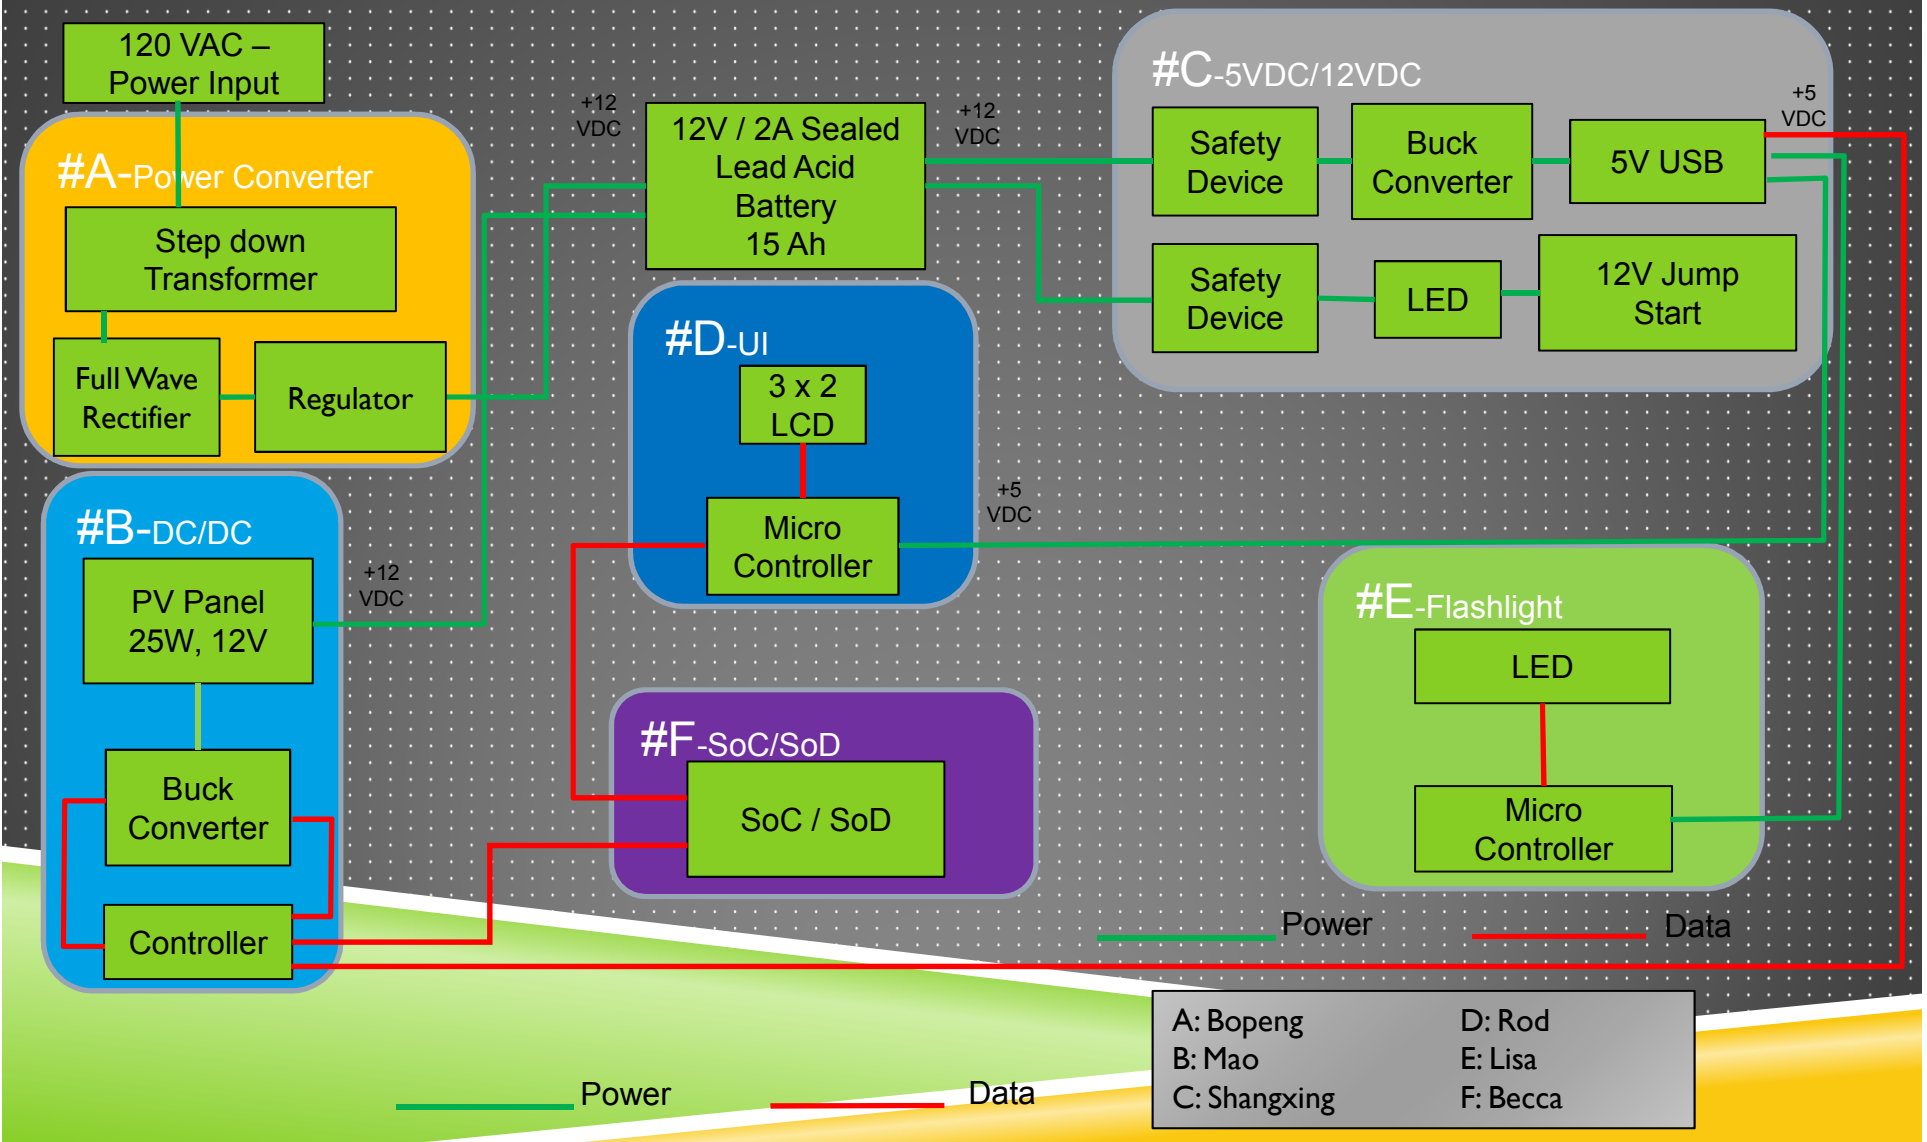 120 VAC –
Power Input
#A-Power Converter
Step down
Transformer
Full Wave
Rectifier
Regulator
#B-DC/DC
PV Panel
25W, 12V
+12
VDC
Buck
Converter
Controller
+12
VDC
12V / 2A Sealed
Lead Acid
Battery
15 Ah
+12
VDC
#D-UI
3 x 2
LCD
Micro
Controller
+5
VDC
#F-SoC/SoD
SoC / SoD
#C-5VDC/12VDC
+5
VDC
Safety
Device
Buck
Converter
5V USB
Safety
Device
LED
12V Jump
Start
#E-Flashlight
LED
Micro
Controller
Power
Data
A: Bopeng
B: Mao
C: Shangxing
D: Rod
E: Lisa
F: Becca
Power
Data